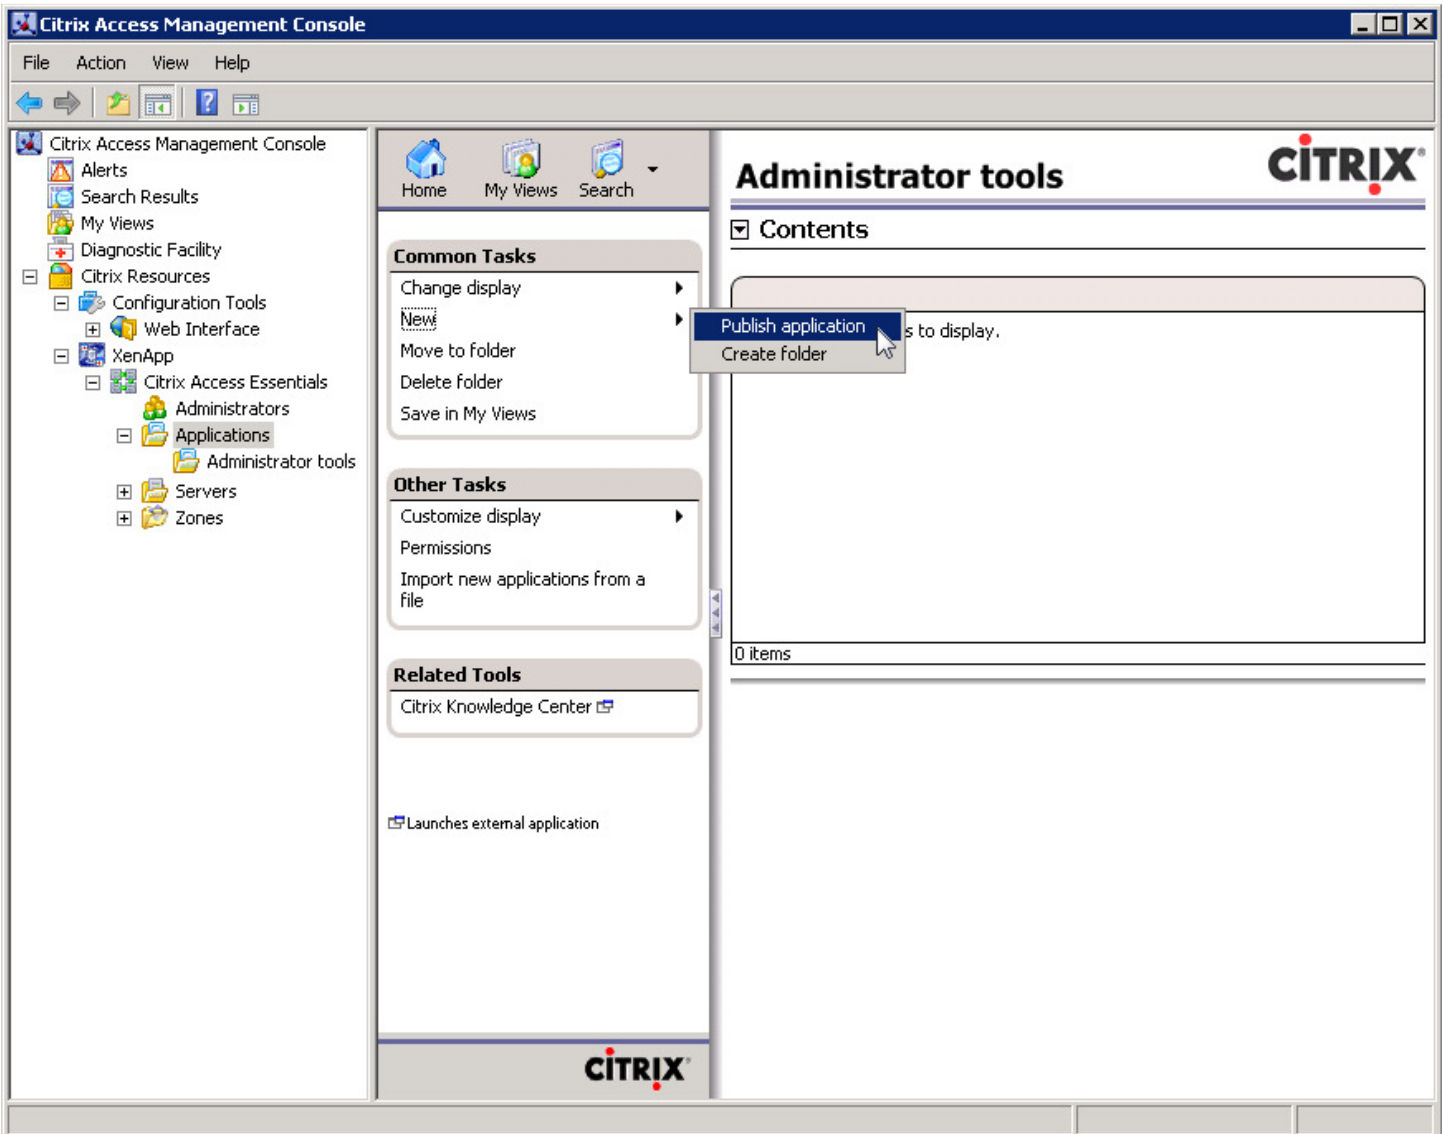 Citrix Access Management Console
File Action View Help
Citrix Access Management Console
Alerts
Search Results
My Views
Diagnostic Facility
Citrix Resources
Configuration Tools
Web Interface
XenApp
Citrix Access Essentials
Administrators
Applications
Administrator tools
Servers
Zones
Home My Views Search
Common Tasks
Change display
New
Move to folder
Delete folder
Save in My Views
Publish application
Create folder
Other Tasks
Customize display
Permissions
Import new applications from a
file
Related Tools
Citrix Knowledge Center
Launches external application
CITRIX
Administrator tools
CITRIX
Contents
s to display.
0 items